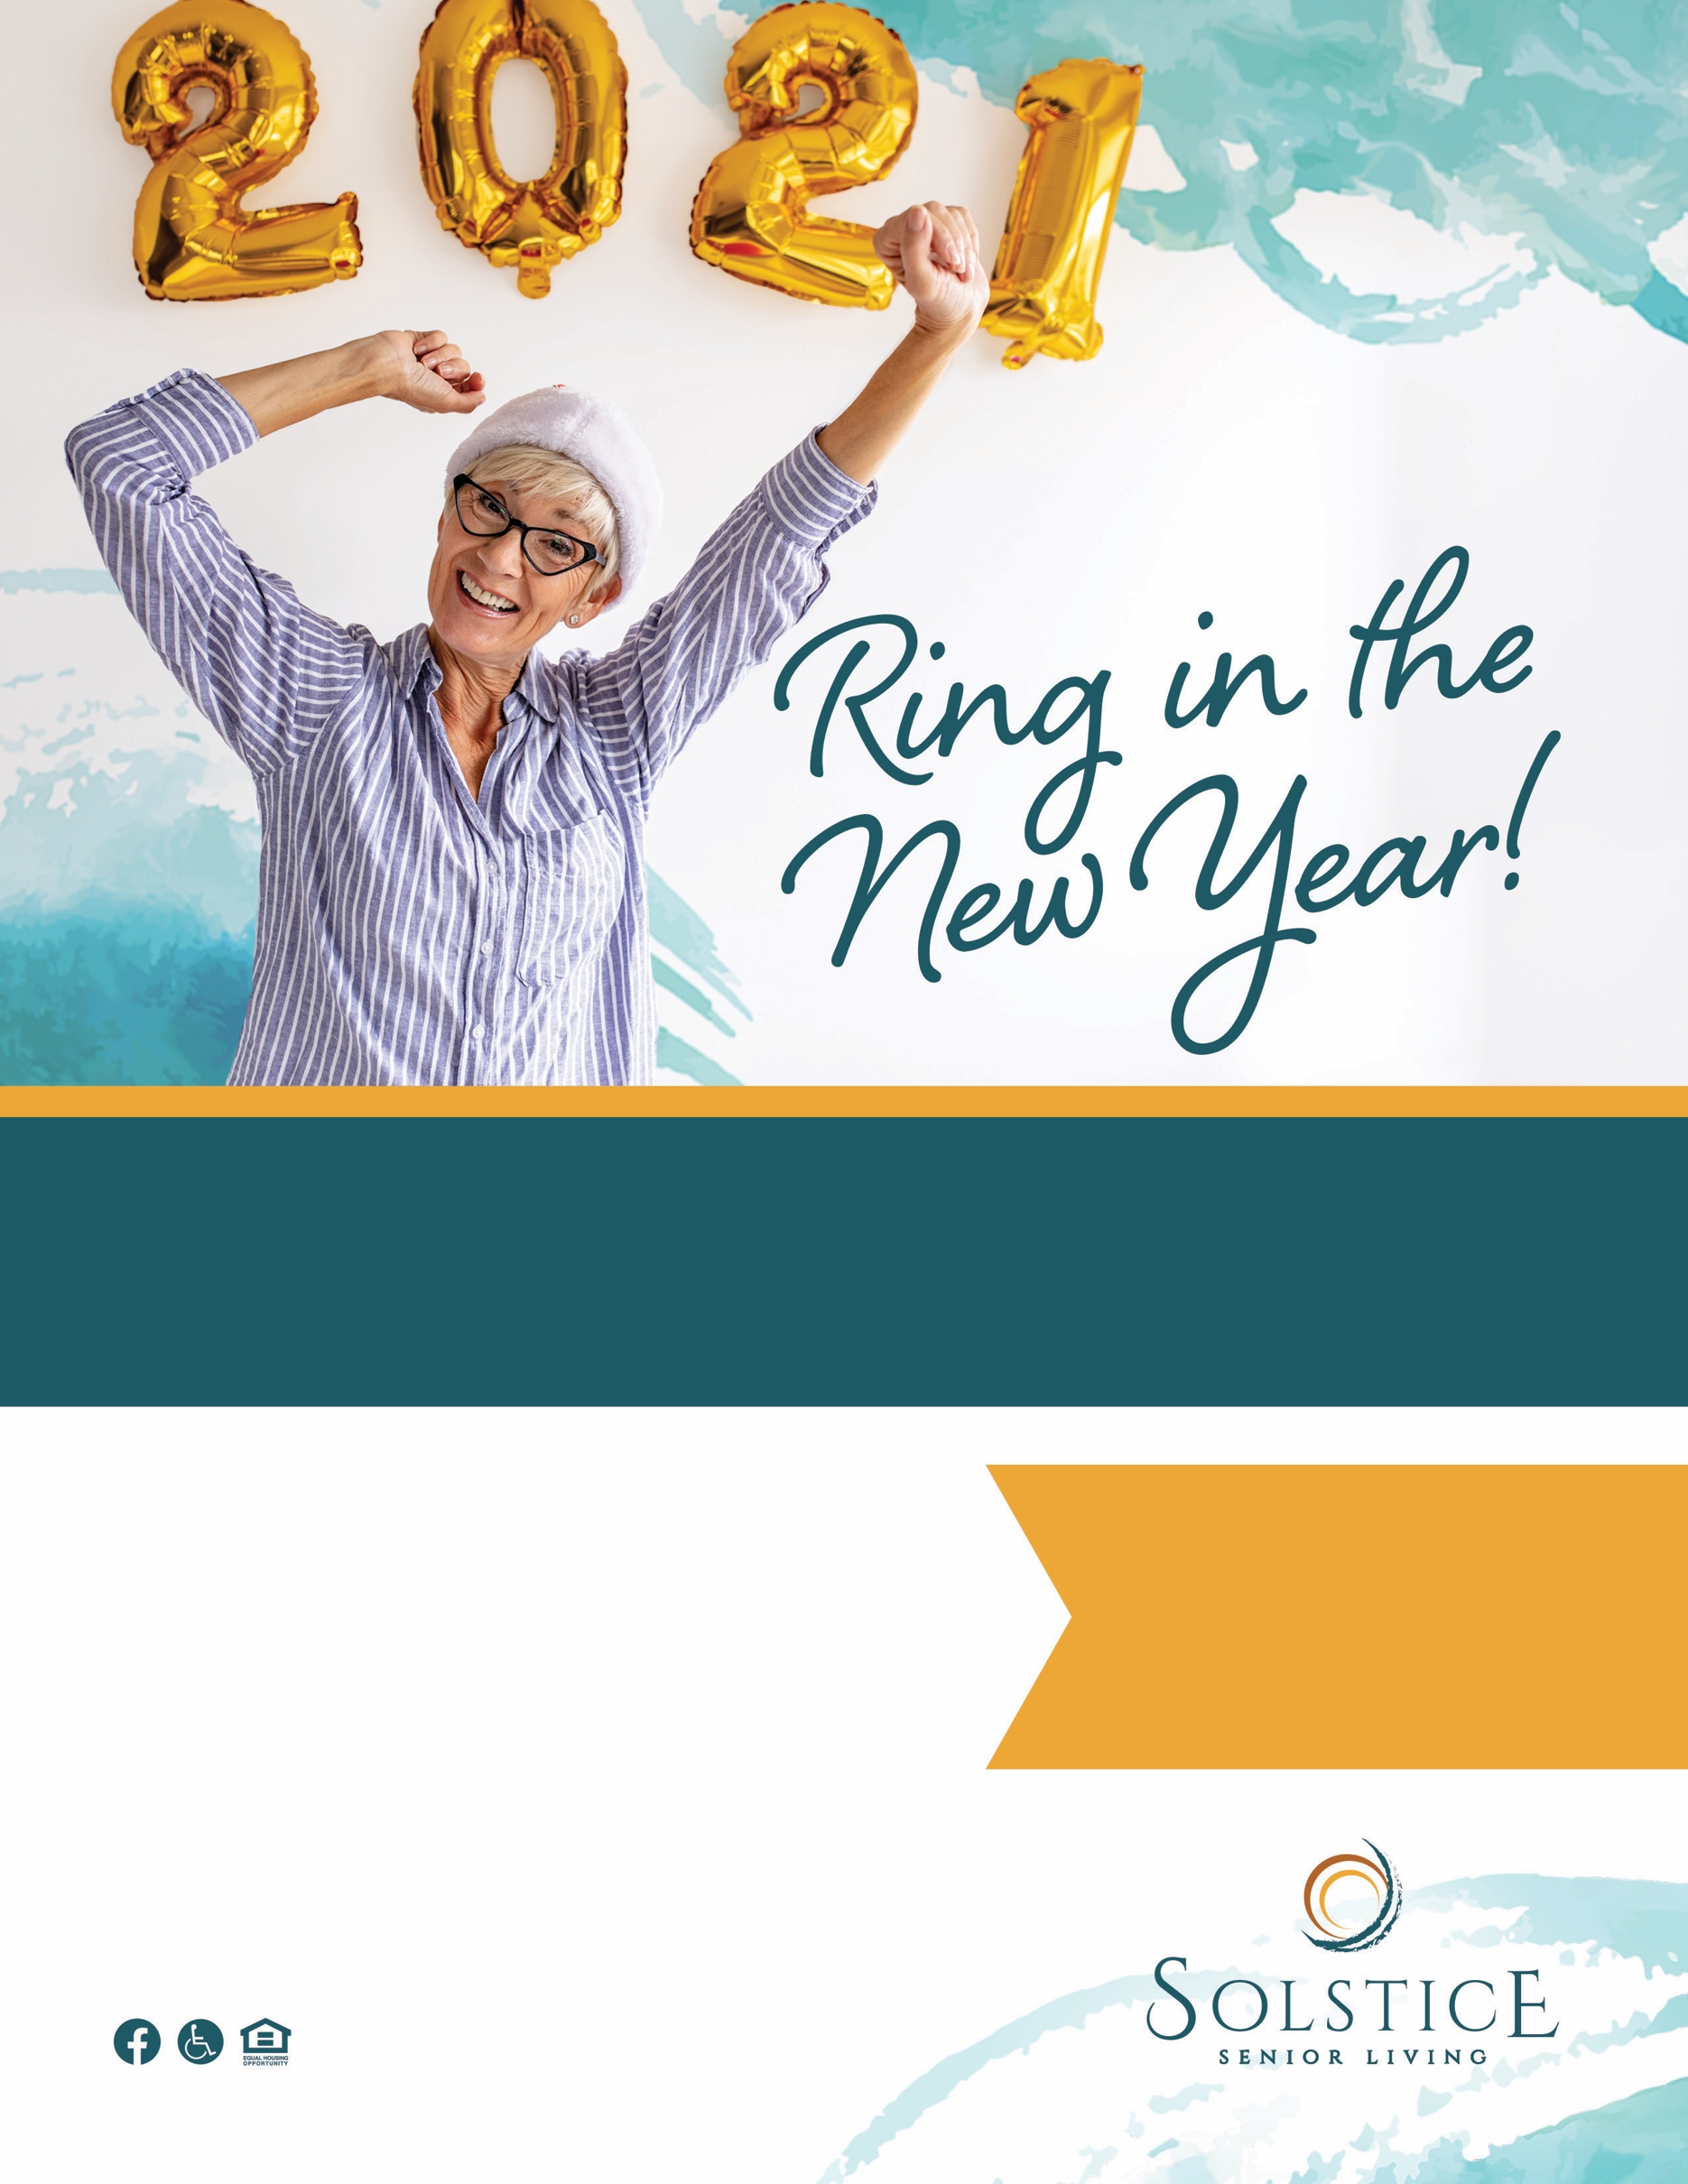 2021
Ring in the
New Year!
SOLSTICE
SENIOR LIVING
EQUAL HOUSING
OPPORTUNITY